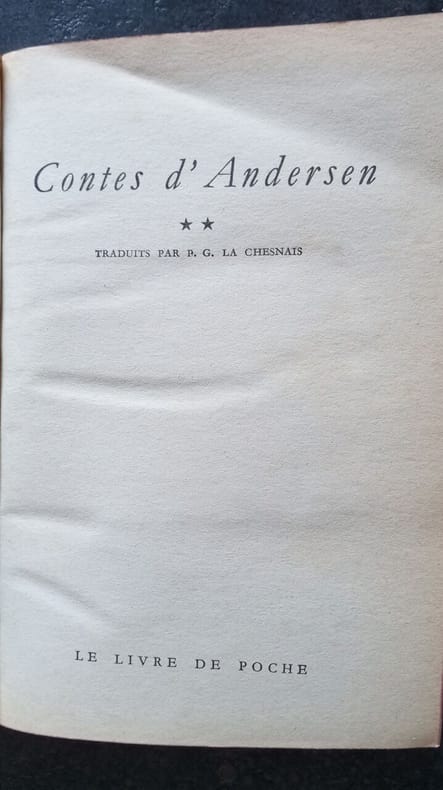 Contes d'Andersen
★ ★
TRADUITS PAR P. G. LA CHESNAIS
LE LIVRE DE POCHE